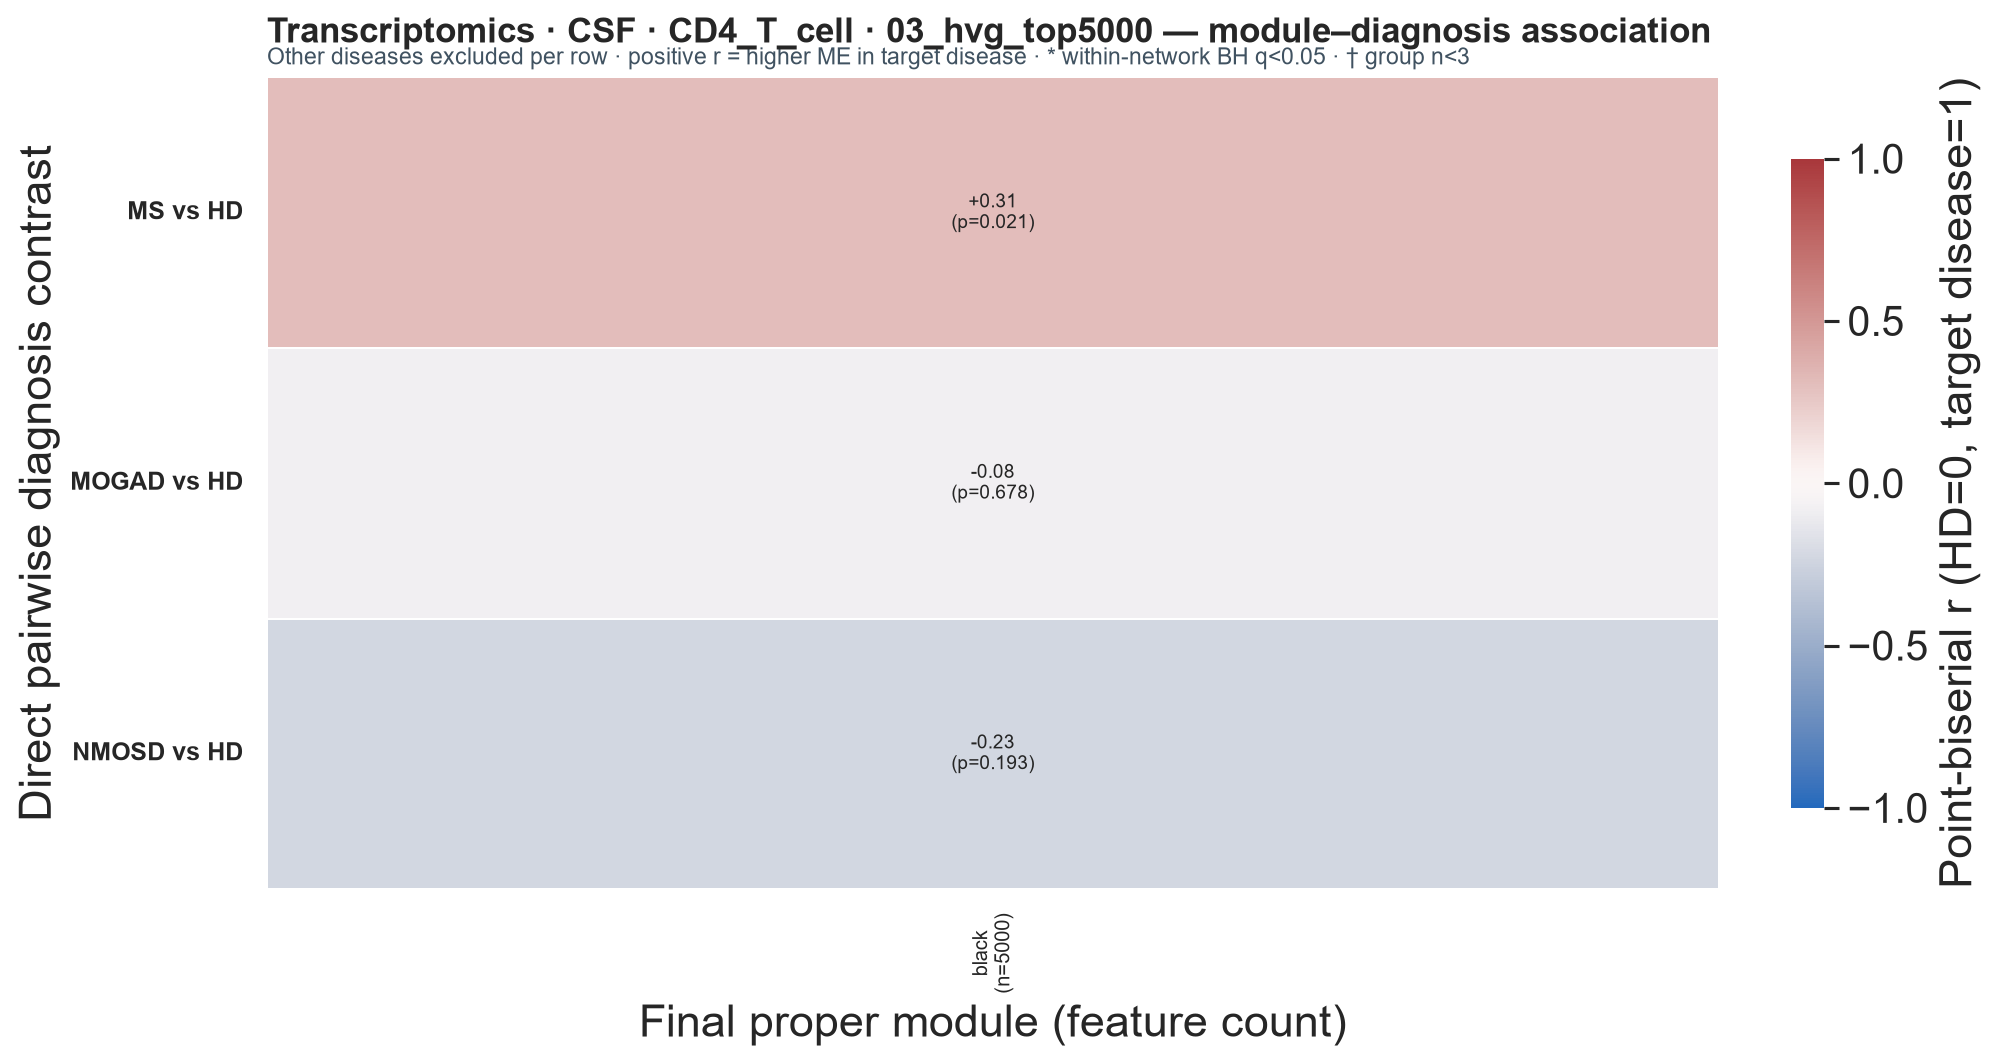 Transcriptomics · CSF · CD4_T_cell · 03_hvg_top5000 — module–diagnosis association
Other diseases excluded per row · positive r = higher ME in target disease · * within-network BH q<0.05 · † group n<3
Direct pairwise diagnosis contrast
MS vs HD
+0.31
(p=0.021)
MOGAD vs HD
-0.08
(p=0.678)
NMOSD vs HD
-0.23
(p=0.193)
black
(n=5000)
Final proper module (feature count)
1.0
0.5
0.0
−0.5
−1.0
Point-biserial r (HD=0, target disease=1)